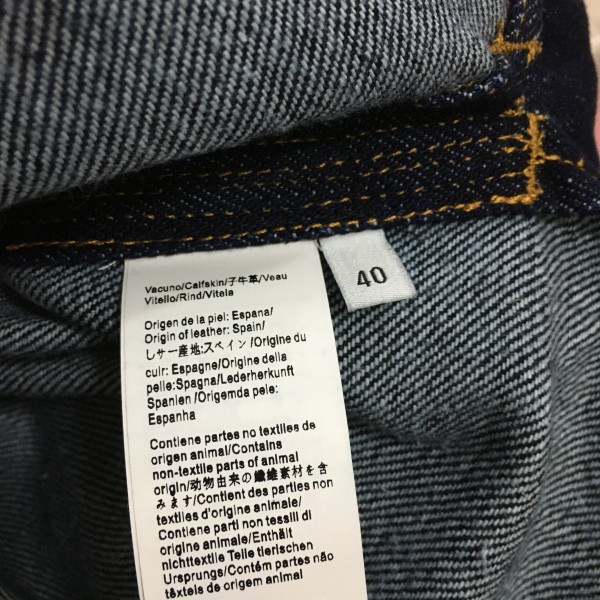 40
Vacuno/Calfskin/子牛革/Veau
Vitello/Rind/Vitela
Origen de la piel: Espana/
Origin of leather: Spain/
しサー産地:スペイン /Origine du
cuir: Espagne/Origine della
pelle:Spagna/Lederherkunft
Spanien /Origemda pele:
Espanha
Contiene partes no textiles de
origen animal/Contains
non-textile parts of animal
origin/动物由来の繊維素材を含
みます/Contient des parties non
textiles d'origine animale/
Contiene parti non tessili di
origine animale/Enthält
nichttextile Teile tierischen
Ursprungs/Contém partes não
têxteis de origem animal